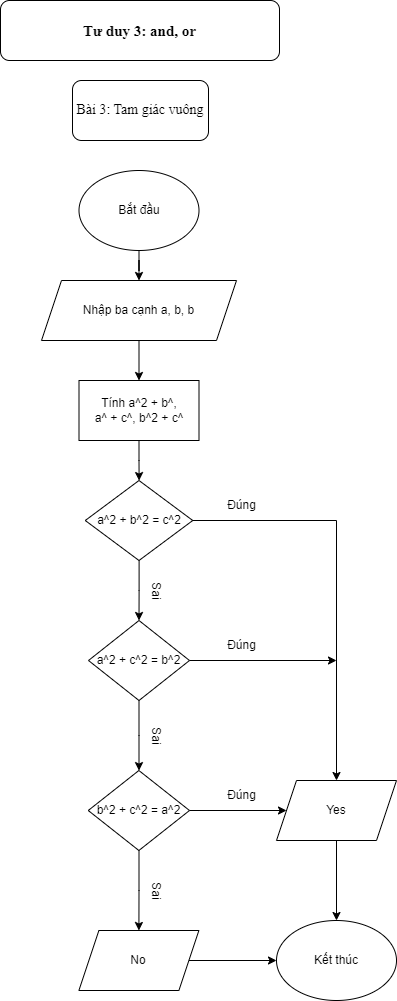 Tư duy 3: and, or
Bài 3: Tam giác vuông
Bắt đầu
Nhập ba cạnh a, b, b
Tính a^2 + b^,
a^ + c^, b^2 + c^
Đúng
a^2 + b^2 = c^2
Sai
Đúng
a^2 + c^2 = b^2
Sai
Đúng
b^2 + c^2 = a^2
Yes
Sai
No
Kết thúc